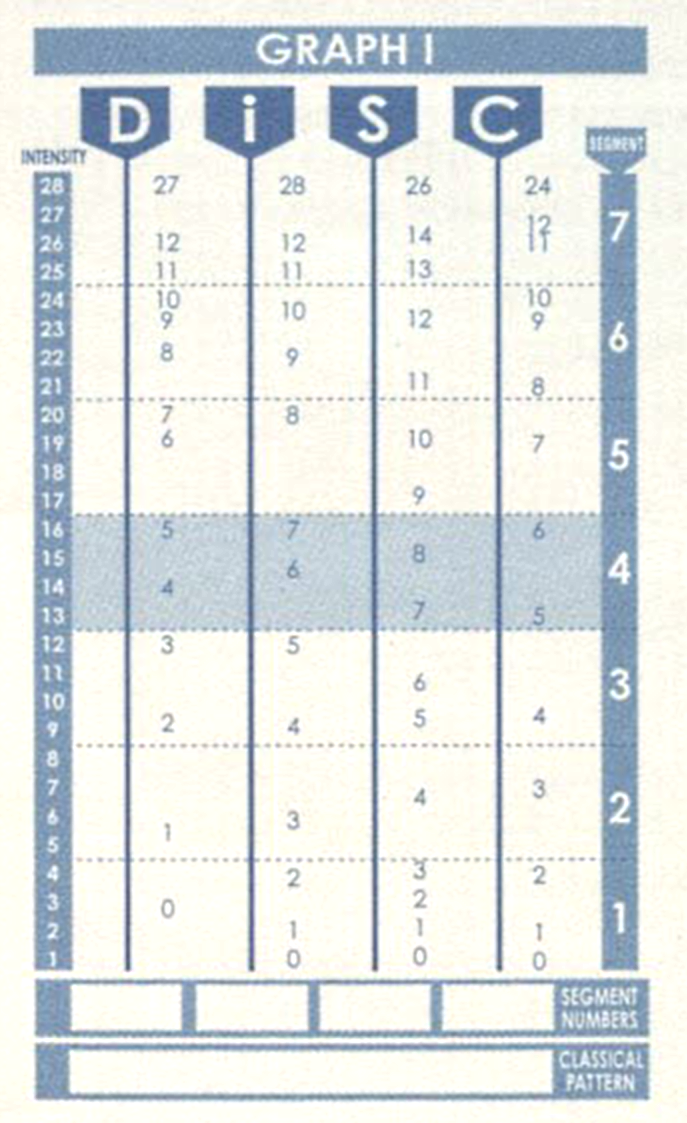 GRAPH I
D i S C
INTENSITY SEGMENT
28 27 28 26 24
27 12 7
26 12 12 14 11
25 11 11 13
24 10 10 10
23 9 12 9 6
22 8 9
21 11 8
20 7 8
19 6 10 7 5
18
17 9
16 5 7 6
15 6 8 4
14 4
13 7 5
12 3 5
11 6 3
10
9 2 4 5 4
8
7 4 3
6 3 2
5 1
4 2 3 2
3 0 2
2 1 1 1 1
1 0 0 0
SEGMENT
NUMBERS
CLASSICAL
PATTERN